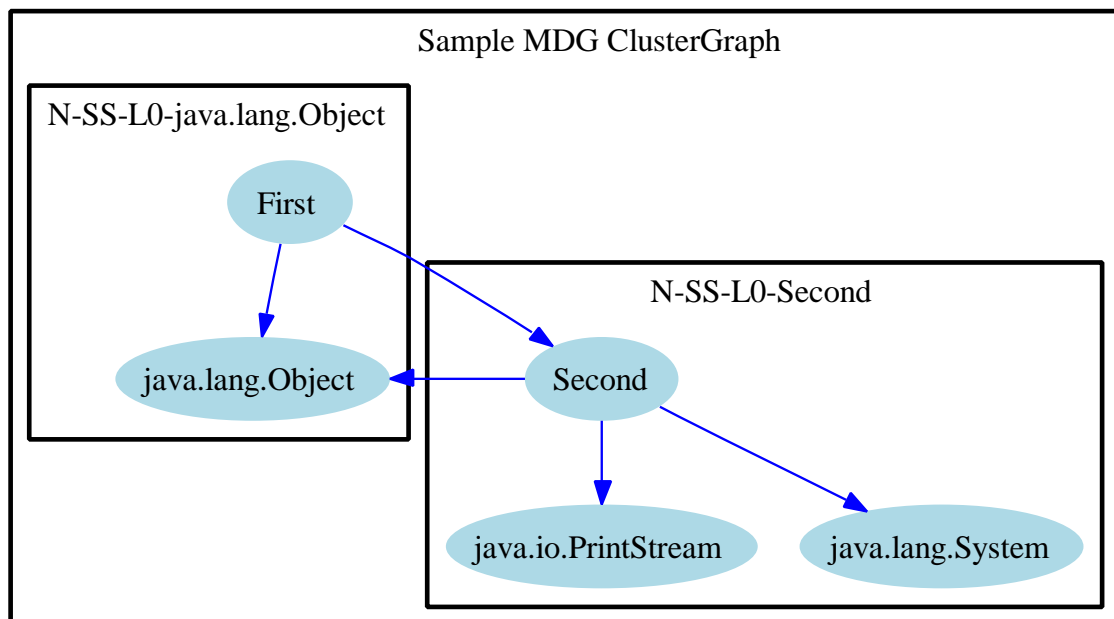 Sample MDG ClusterGraph
N-SS-L0-java.lang.Object
First
java.lang.Object
N-SS-L0-Second
Second
java.io.PrintStream
java.lang.System